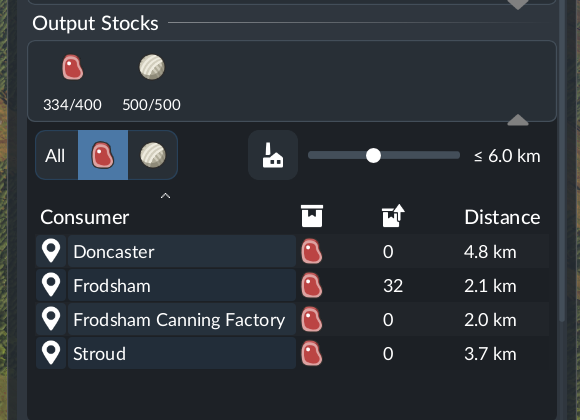 Output Stocks
334/400 500/500
All ≤ 6.0 km
Consumer Distance
Doncaster 0 4.8 km
Frodsham 32 2.1 km
Frodsham Canning Factory 0 2.0 km
Stroud 0 3.7 km